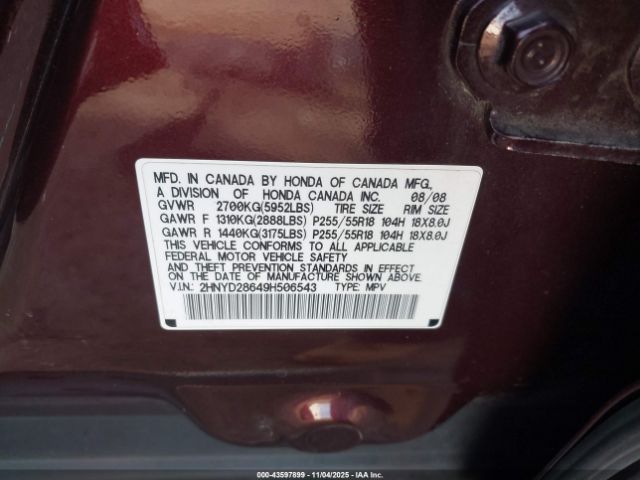 MFD. IN CANADA BY HONDA OF CANADA MFG.,
A DIVISION OF HONDA CANADA INC. 08/08
GVWR 2700KG(5952LBS) TIRE SIZE RIM SIZE
GAWR F 1310KG(2888LBS) P255/55R18 104H 18X8.0J
GAWR R 1440KG(3175LBS) P255/55R18 104H 18X8.0J
THIS VEHICLE CONFORMS TO ALL APPLICABLE
FEDERAL MOTOR VEHICLE SAFETY
AND THEFT PREVENTION STANDARDS IN EFFECT
ON THE DATE OF MANUFACTURE SHOWN ABOVE.
V.I.N.: 2HNYD28649H506543 TYPE: MPV
000-43597899 - 11/04/2025 - IAA Inc.